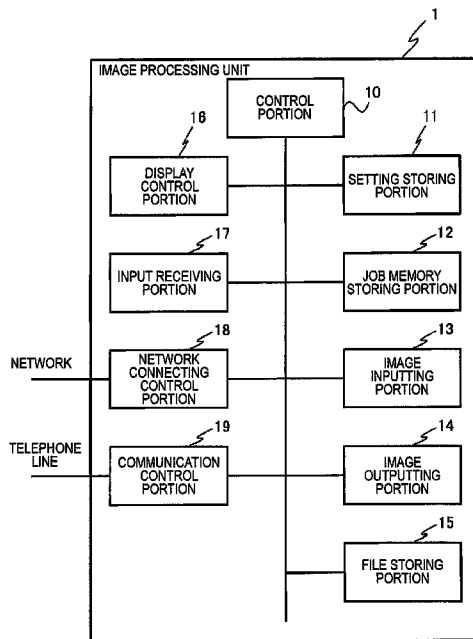 1
IMAGE PROCESSING UNIT
CONTROL
PORTION
10
16
DISPLAY
CONTROL
PORTION
11
SETTING STORING
PORTION
17
INPUT RECEIVING
PORTION
12
JOB MEMORY
STORING PORTION
NETWORK
18
NETWORK
CONNECTING
CONTROL
PORTION
13
IMAGE
INPUTTING
PORTION
TELEPHONE
LINE
19
COMMUNICATION
CONTROL
PORTION
14
IMAGE
OUTPUTTING
PORTION
15
FILE STORING
PORTION